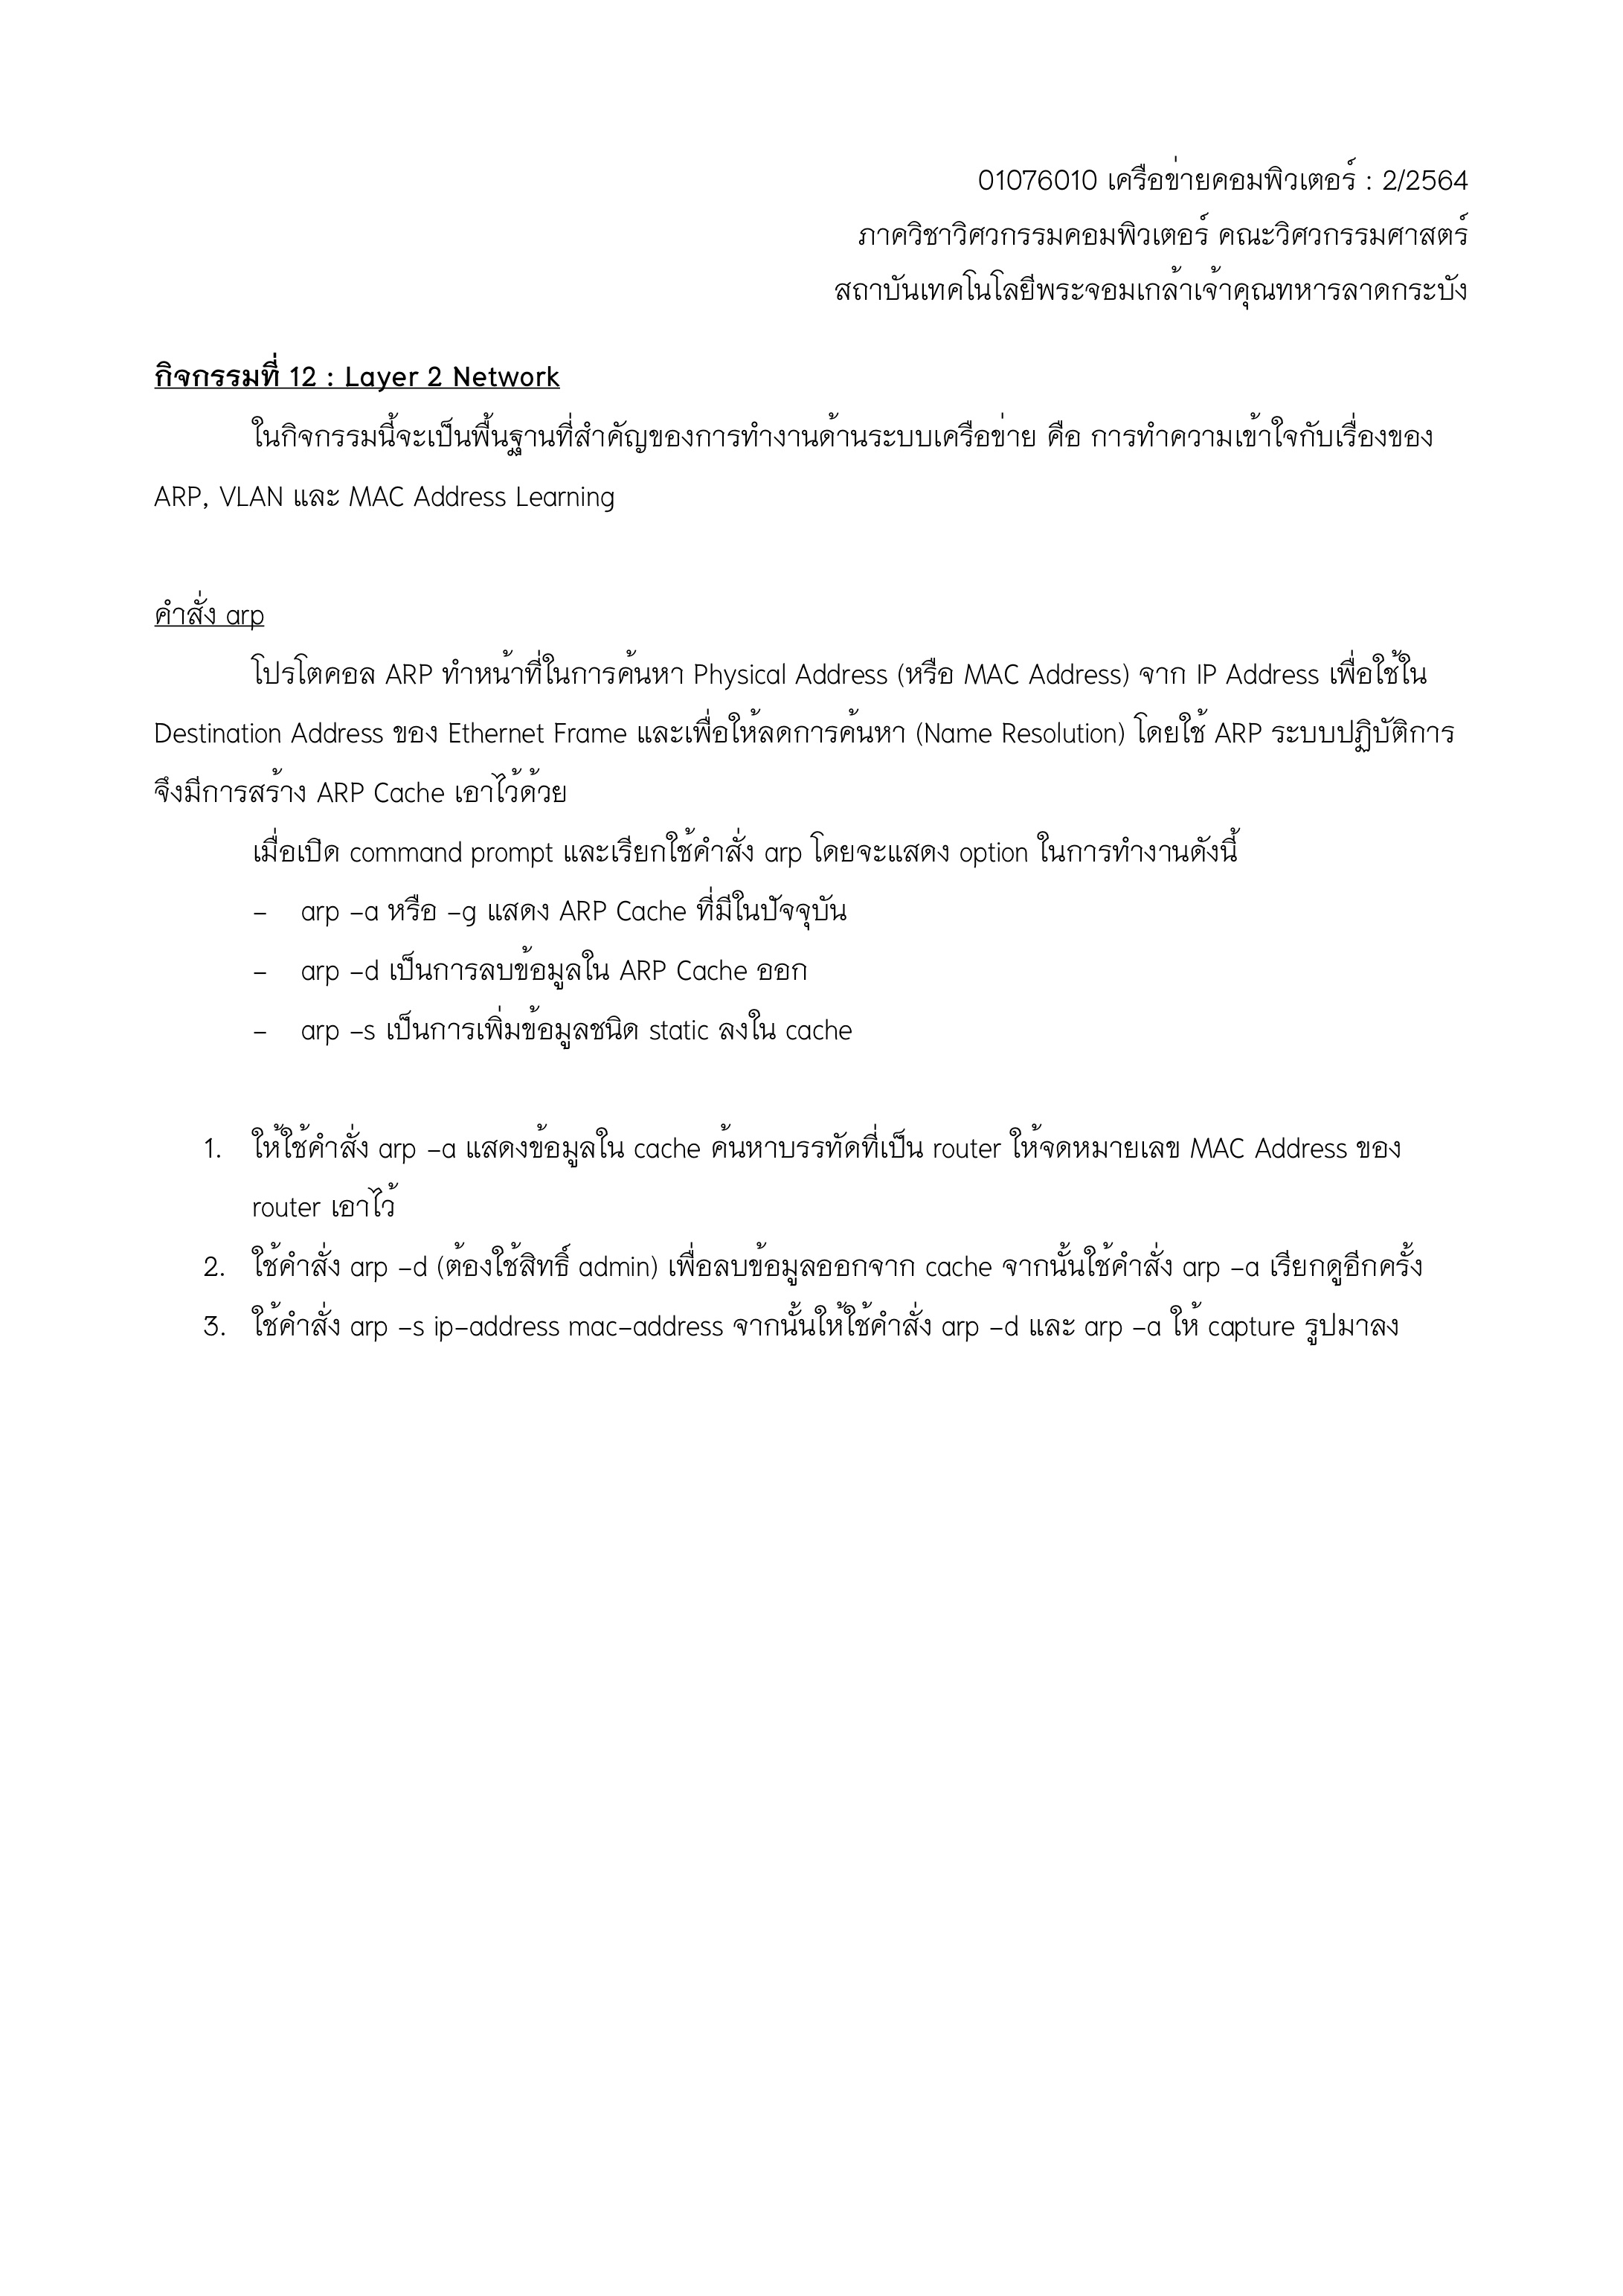 01076010 เครือข่ายคอมพิวเตอร์ : 2/2564
ภาควิชาวิศวกรรมคอมพิวเตอร์ คณะวิศวกรรมศาสตร์
สถาบันเทคโนโลยีพระจอมเกล้าเจ้าคุณทหารลาดกระบัง
กิจกรรมที่ 12 : Layer 2 Network
ในกิจกรรมนี้จะเป็นพื้นฐานที่สำคัญของการทำงานด้านระบบเครือข่าย คือ การทำความเข้าใจกับเรื่องของ
ARP, VLAN และ MAC Address Learning
คำสั่ง arp
โปรโตคอล ARP ทำหน้าที่ในการค้นหา Physical Address (หรือ MAC Address) จาก IP Address เพื่อใช้ใน
Destination Address ของ Ethernet Frame และเพื่อให้ลดการค้นหา (Name Resolution) โดยใช้ ARP ระบบปฏิบัติการ
จึงมีการสร้าง ARP Cache เอาไว้ด้วย
เมื่อเปิด command prompt และเรียกใช้คำสั่ง arp โดยจะแสดง option ในการทำงานดังนี้
– arp –a หรือ –g แสดง ARP Cache ที่มีในปัจจุบัน
– arp –d เป็นการลบข้อมูลใน ARP Cache ออก
– arp –s เป็นการเพิ่มข้อมูลชนิด static ลงใน cache
1. ให้ใช้คำสั่ง arp –a แสดงข้อมูลใน cache ค้นหาบรรทัดที่เป็น router ให้จดหมายเลข MAC Address ของ
router เอาไว้
2. ใช้คำสั่ง arp –d (ต้องใช้สิทธิ์ admin) เพื่อลบข้อมูลออกจาก cache จากนั้นใช้คำสั่ง arp –a เรียกดูอีกครั้ง
3. ใช้คำสั่ง arp –s ip–address mac–address จากนั้นให้ใช้คำสั่ง arp –d และ arp –a ให้ capture รูปมาลง